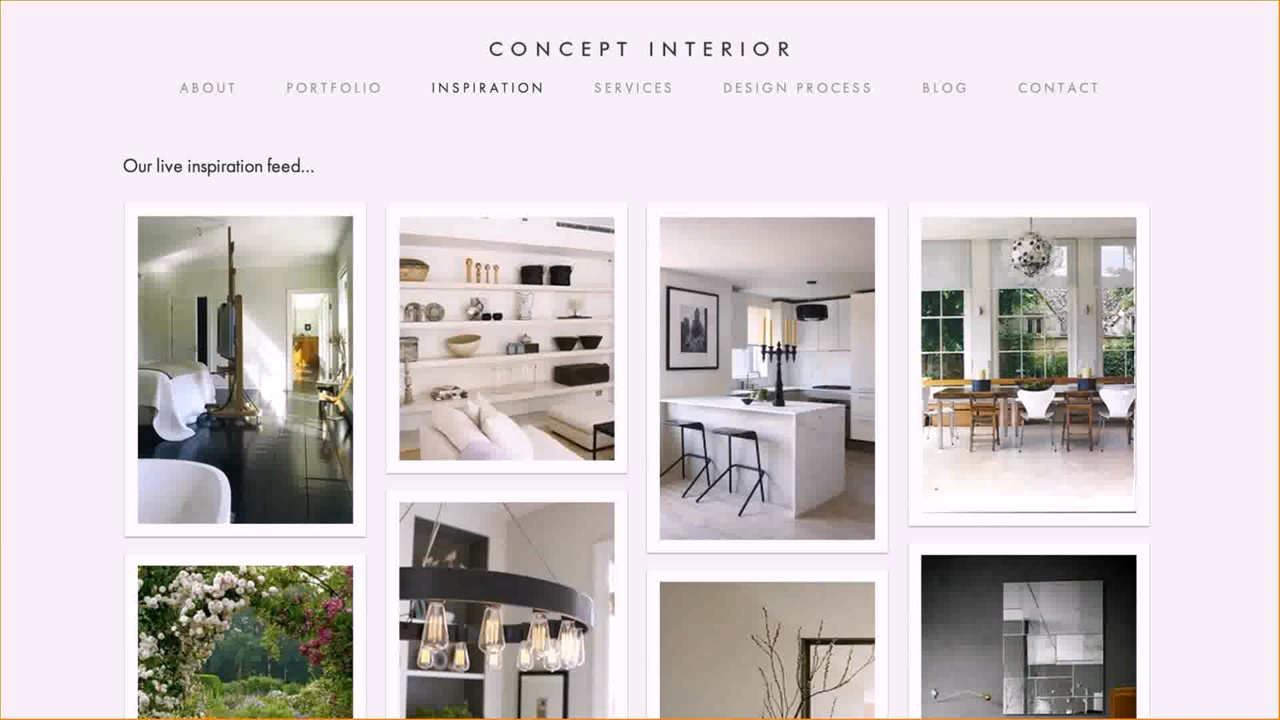 CONCEPT INTERIOR
ABOUT PORTFOLIO INSPIRATION SERVICES DESIGN PROCESS BLOG CONTACT
Our live inspiration feed...